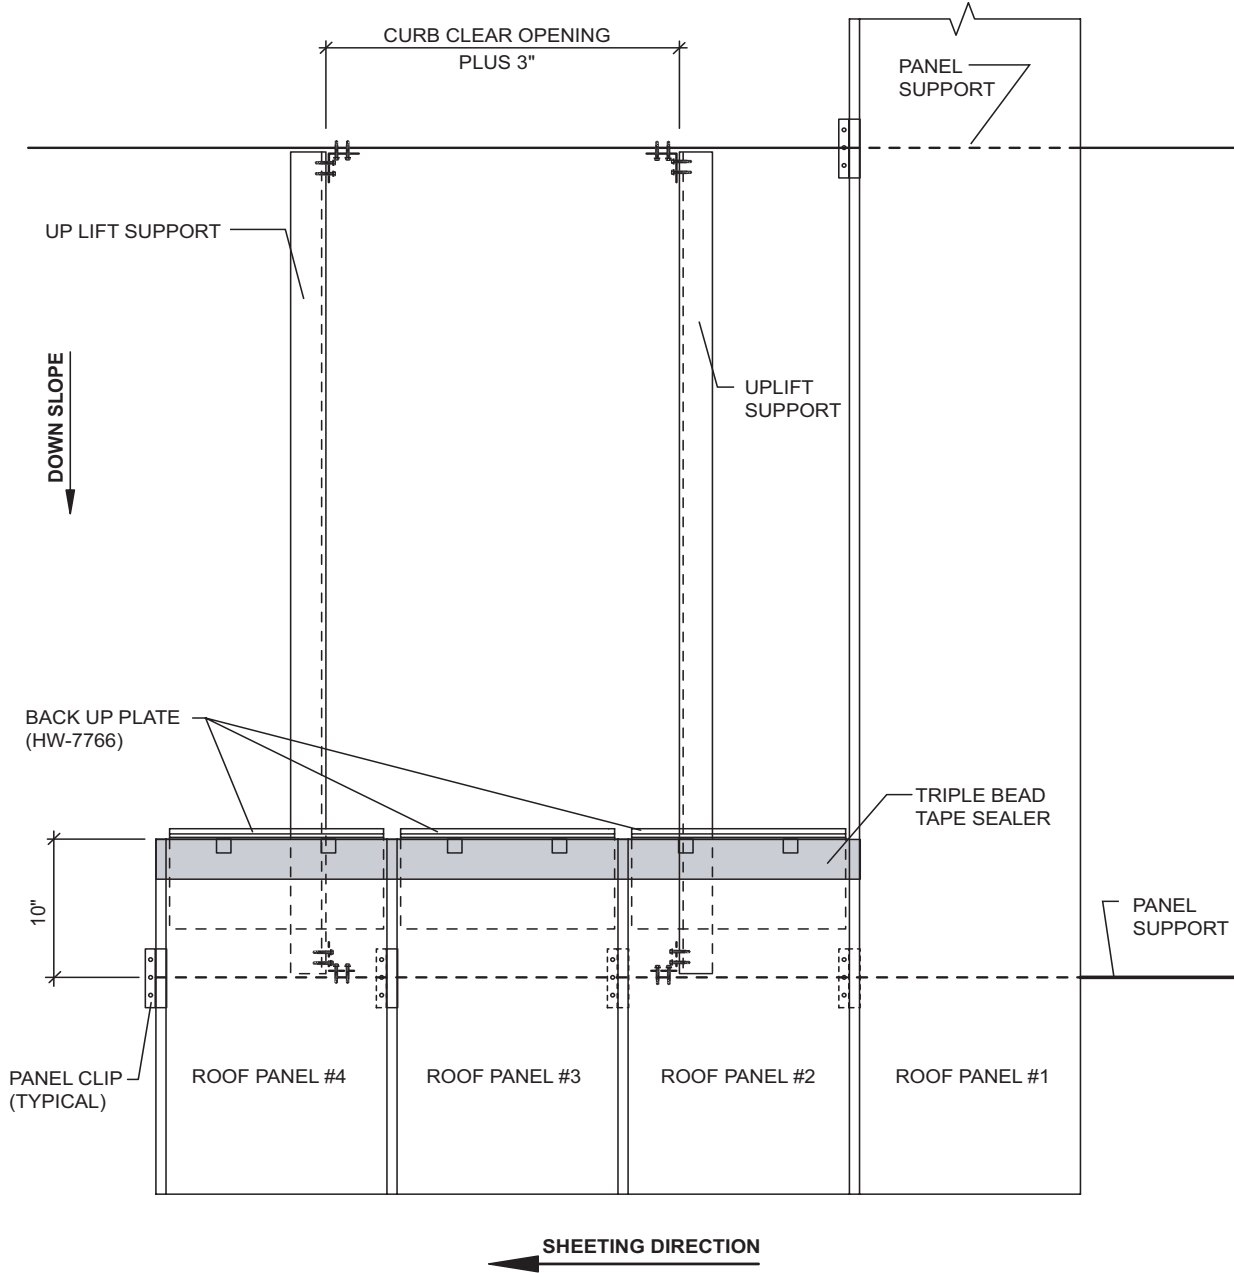 CURB CLEAR OPENING
PLUS 3"
PANEL
SUPPORT
UP LIFT SUPPORT
DOWN SLOPE
UPLIFT
SUPPORT
BACK UP PLATE
(HW-7766)
TRIPLE BEAD
TAPE SEALER
10"
PANEL
SUPPORT
PANEL CLIP
(TYPICAL)
ROOF PANEL #4
ROOF PANEL #3
ROOF PANEL #2
ROOF PANEL #1
SHEETING DIRECTION